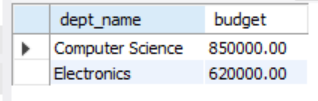 dept_name budget
Computer Science 850000.00
Electronics 620000.00